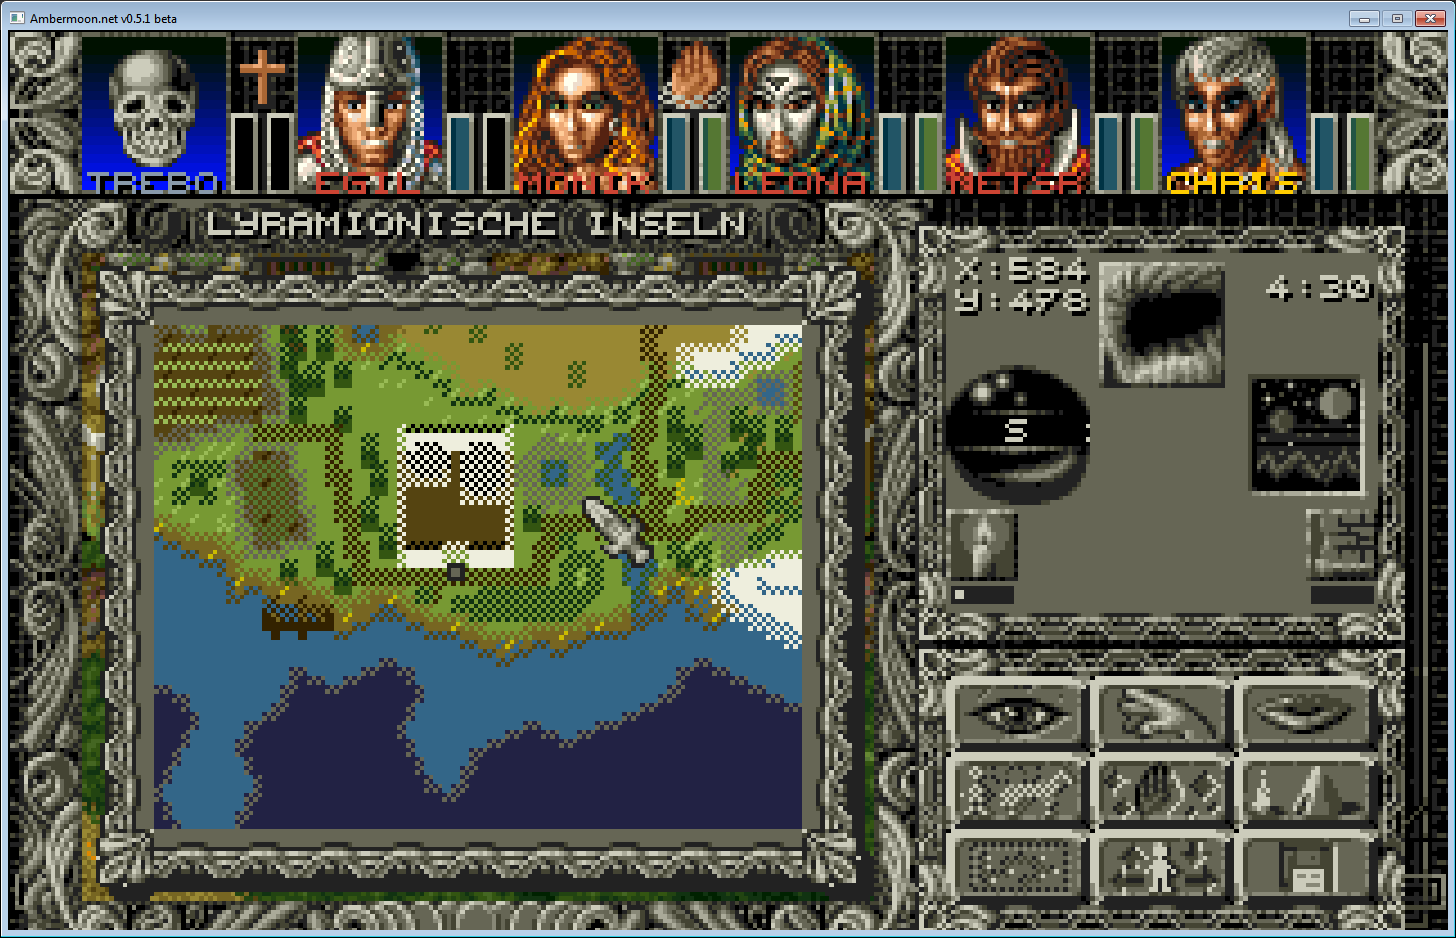 Ambermoon.net v0.5.1 beta
TREBO EGIL MONIK LEONA NETSR CHRIS
LYRAMIONISCHE INSELN
X:584
Y:478
4:30
S